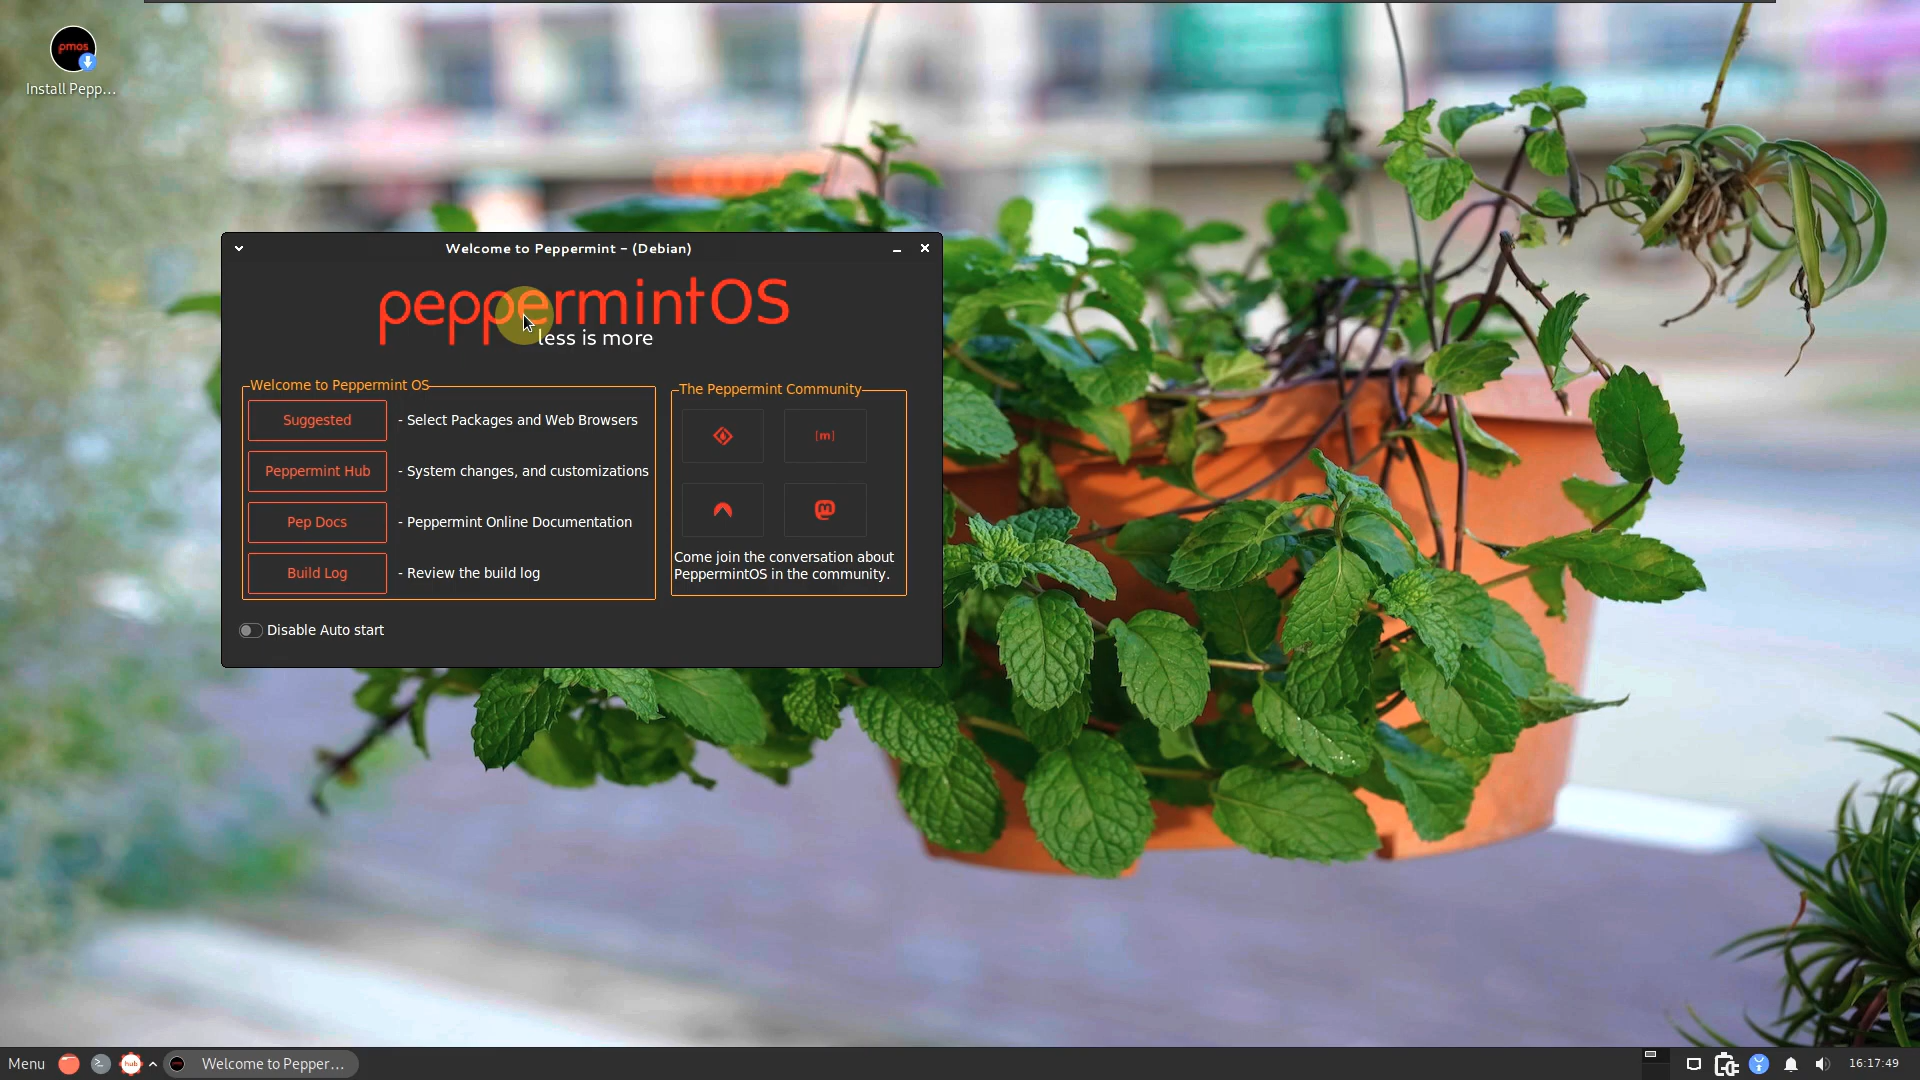 pmos
Install Pepp...
Welcome to Peppermint - (Debian)
peppermintOS
less is more
Welcome to Peppermint OS
Suggested - Select Packages and Web Browsers
Peppermint Hub - System changes, and customizations
Pep Docs - Peppermint Online Documentation
Build Log - Review the build log
The Peppermint Community
[m]
Come join the conversation about
PeppermintOS in the community.
Disable Auto start
Menu hub Welcome to Pepper... 16:17:49